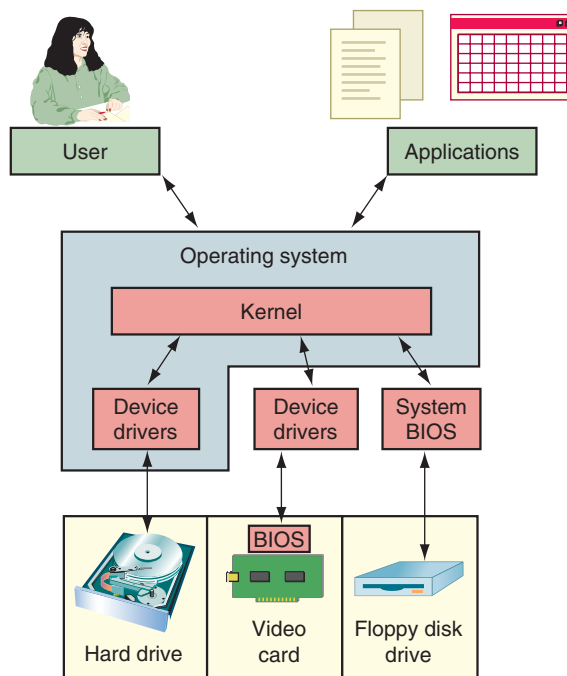 User
Applications
Operating system
Kernel
Device
drivers
Device
drivers
System
BIOS
BIOS
Hard drive
Video
card
Floppy disk
drive